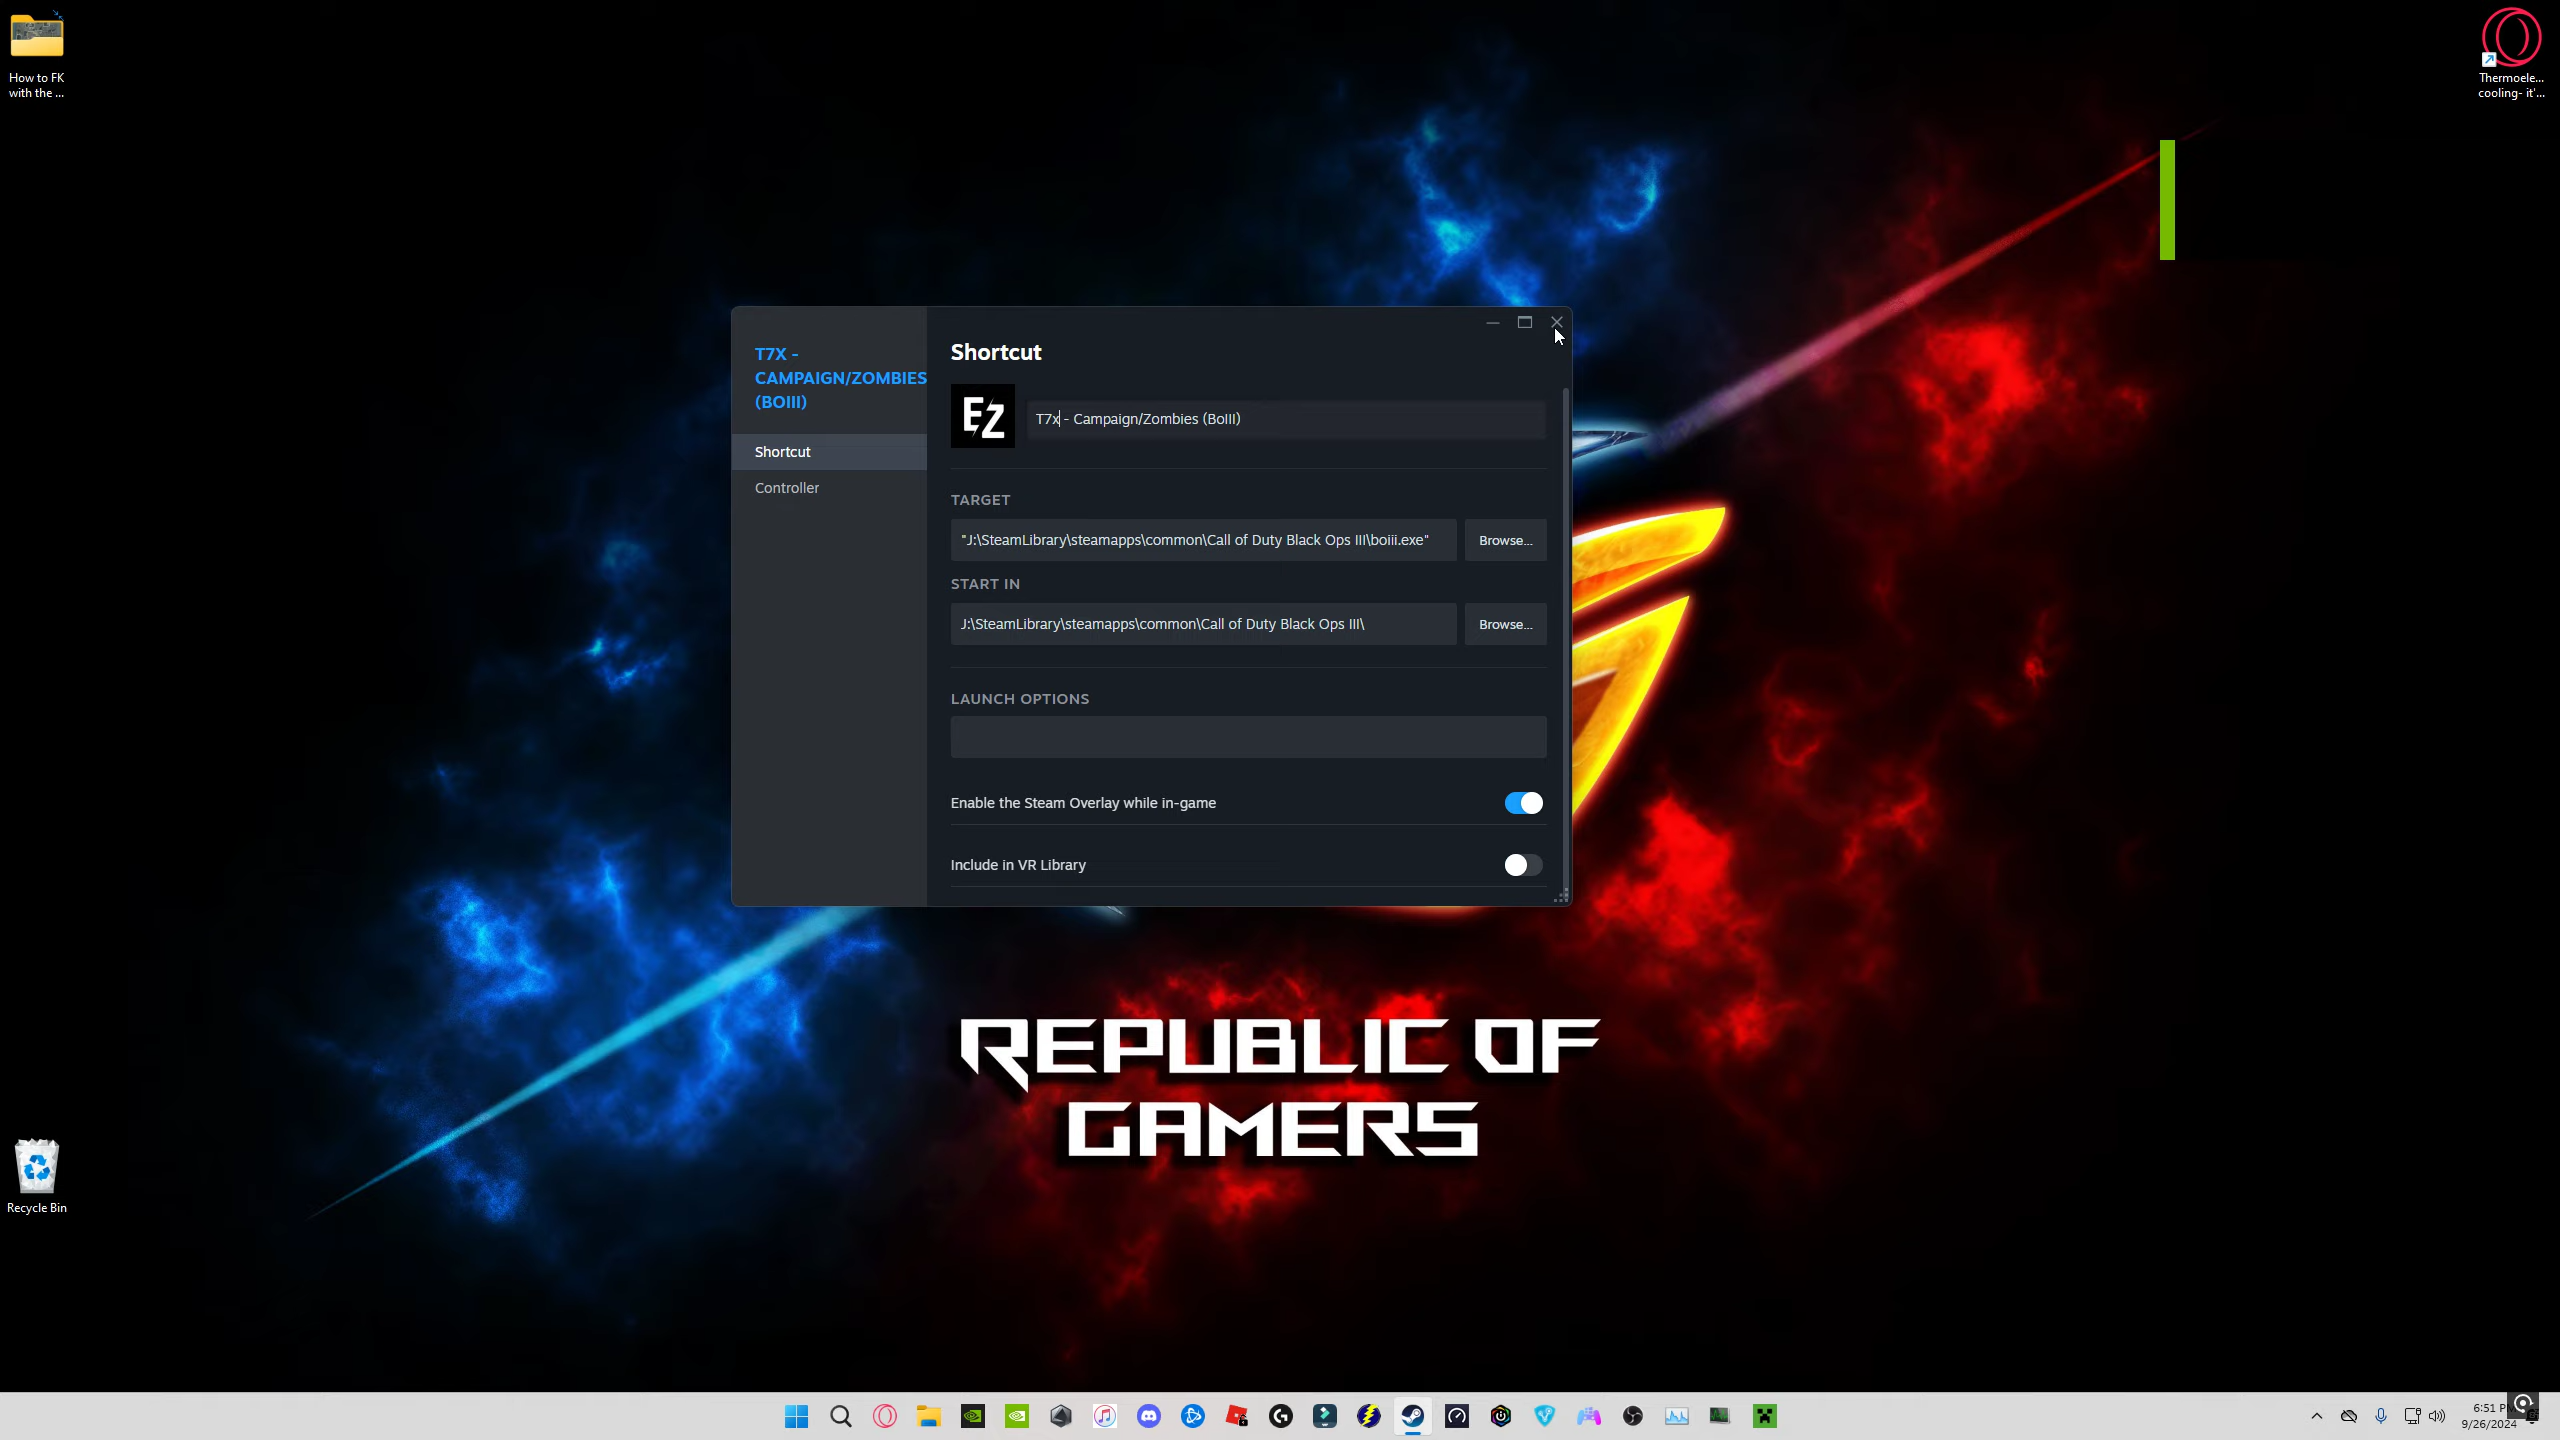 How to FK
with the ...
Thermoele...
cooling- it'...
T7X -
CAMPAIGN/ZOMBIES
(BOIII)
Shortcut
Controller
Shortcut
EZ
T7x - Campaign/Zombies (BoIII)
TARGET
"J:\SteamLibrary\steamapps\common\Call of Duty Black Ops III\boiii.exe"
Browse...
START IN
J:\SteamLibrary\steamapps\common\Call of Duty Black Ops III\
Browse...
LAUNCH OPTIONS
Enable the Steam Overlay while in-game
Include in VR Library
REPUBLIC OF
GAMERS
Recycle Bin
6:51 PM
9/26/2024